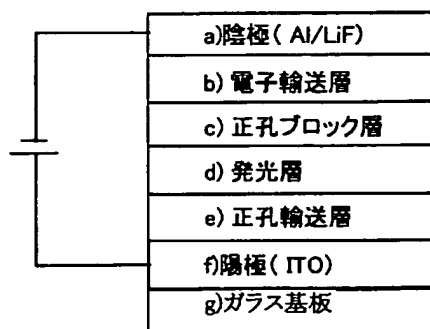 a)陰極( Al/LiF)
b) 電子輸送層
c) 正孔ブロック層
d) 発光層
e) 正孔輸送層
f)陽極( ITO)
g)ガラス基板